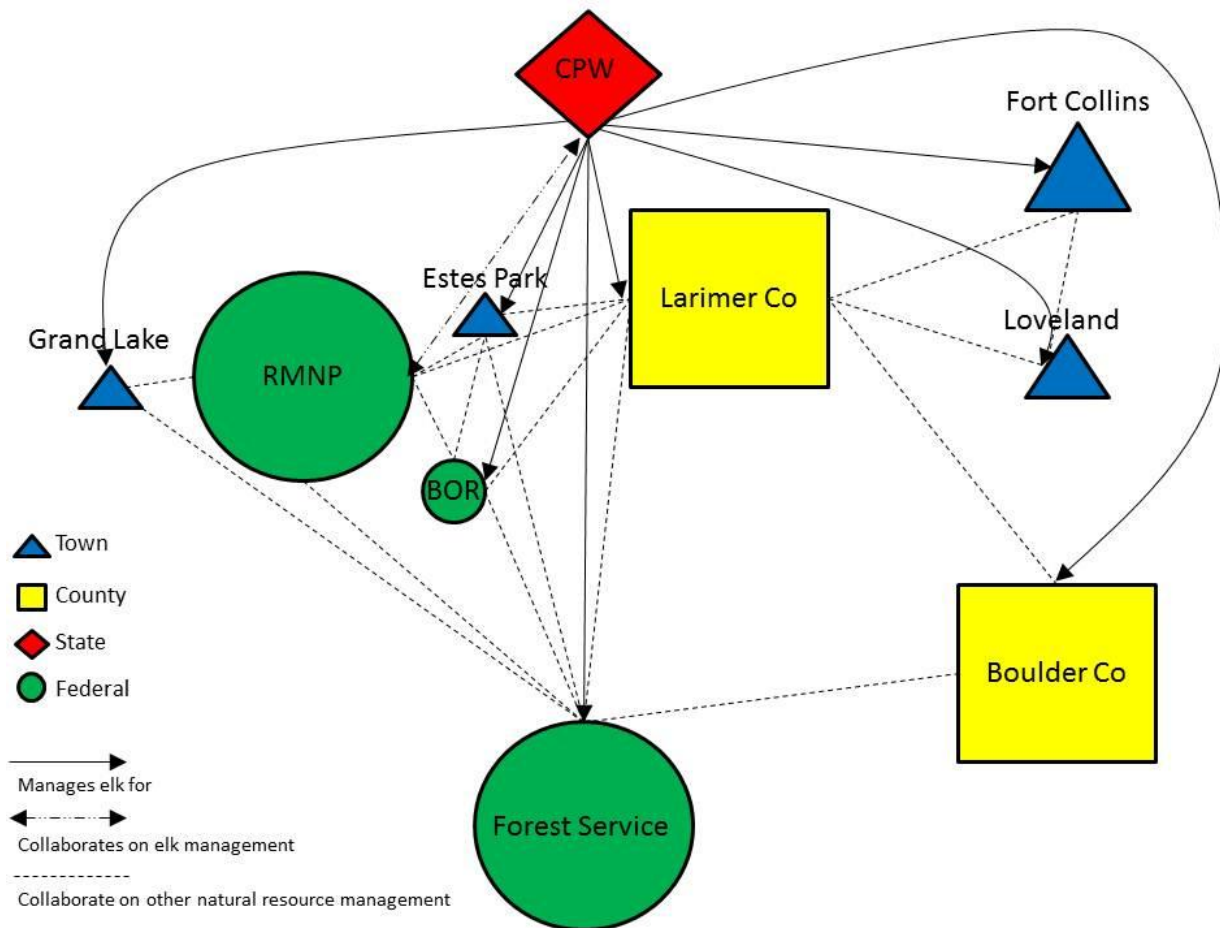 CPW
Fort Collins
Estes Park
Larimer Co
Loveland
Grand Lake
RMNP
BOR
Town
County
State
Federal
Boulder Co
Manages elk for
Forest Service
Collaborates on elk management
Collaborate on other natural resource management